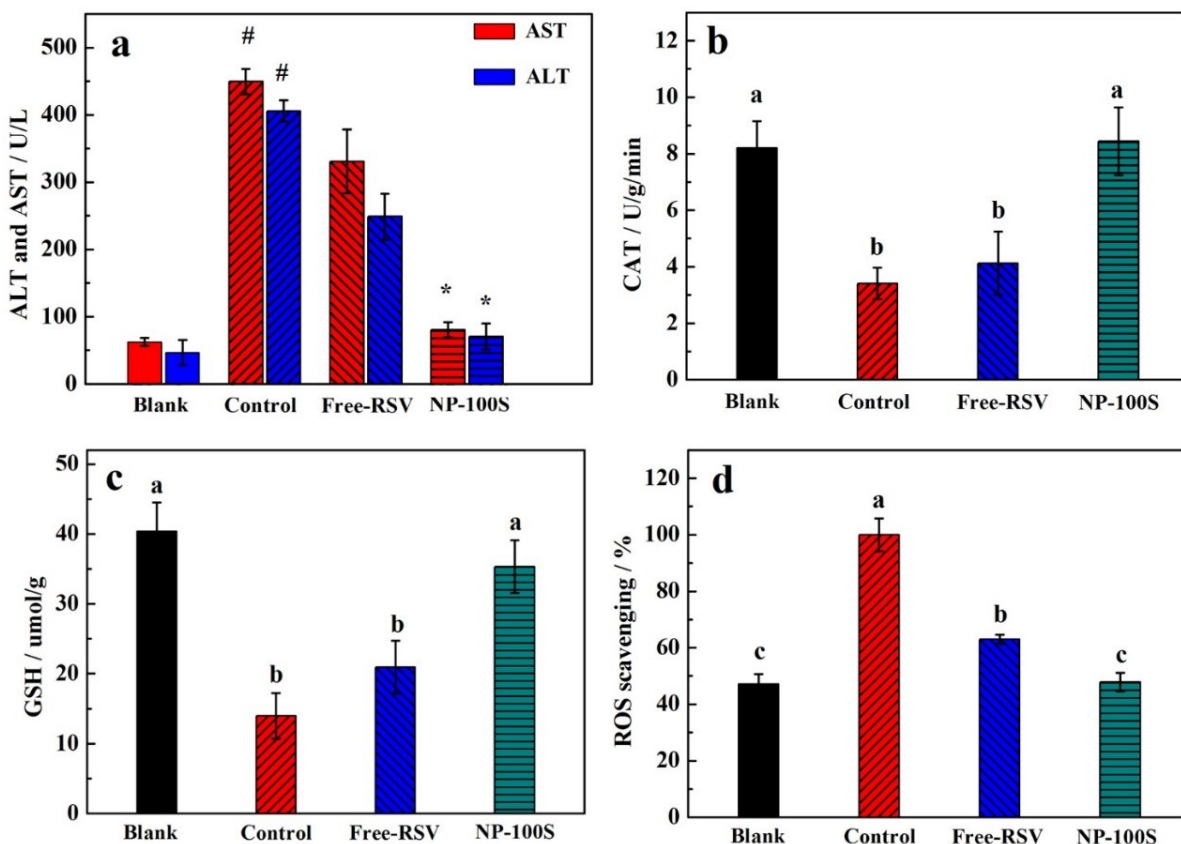 a
AST
ALT
# #
* *
ALT and AST / U/L
500
400
300
200
100
0
Blank Control Free-RSV NP-100S
b
a b b a
CAT / U/g/min
12
10
8
6
4
2
0
Blank Control Free-RSV NP-100S
c
a b b a
GSH / umol/g
50
40
30
20
10
0
Blank Control Free-RSV NP-100S
d
c a b c
ROS scavenging / %
120
100
80
60
40
20
0
Blank Control Free-RSV NP-100S